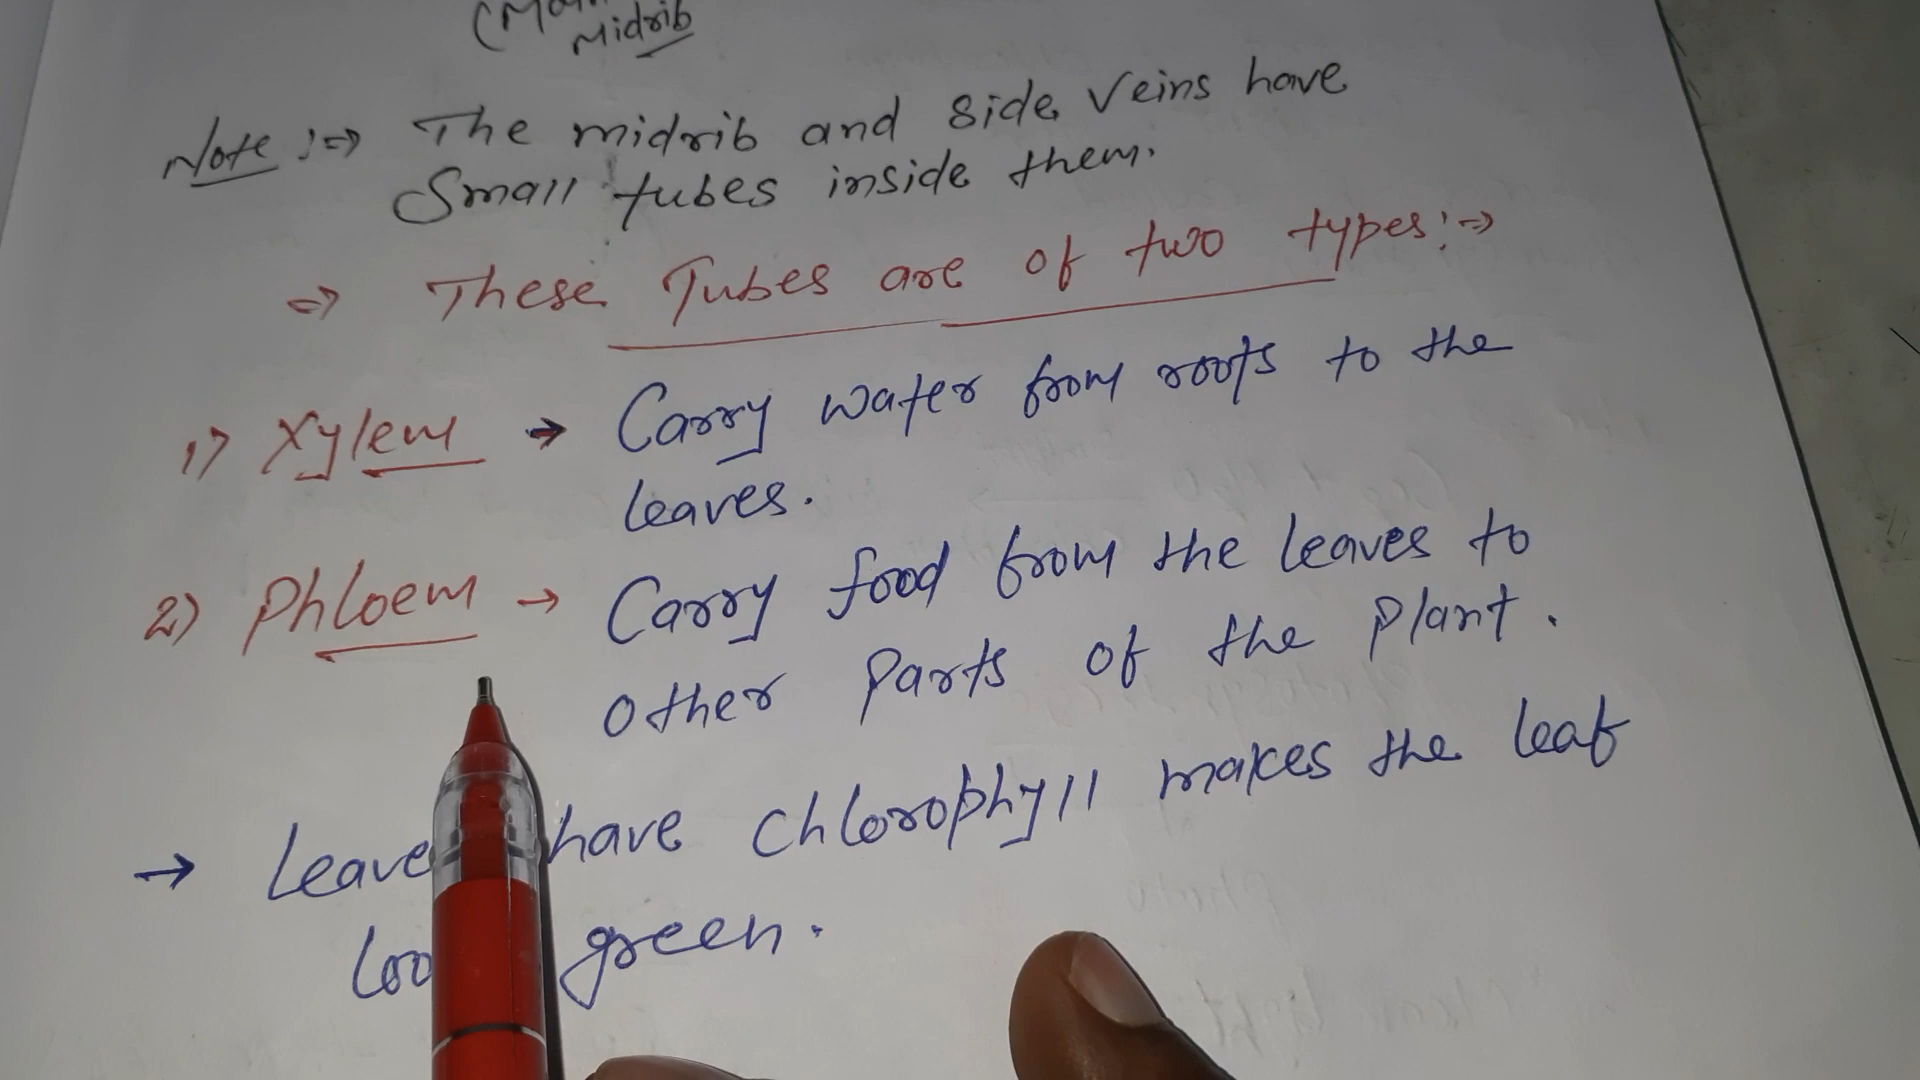 Midrib
Note :⇒ The midrib and side veins have
Small tubes inside them.
⇒ These Tubes are of two types :⇒
1) Xylem → Carry water from roots to the
leaves.
2) Phloem → Carry food from the leaves to
other parts of the plant.
→ have chlorophyll makes the leaf
green.